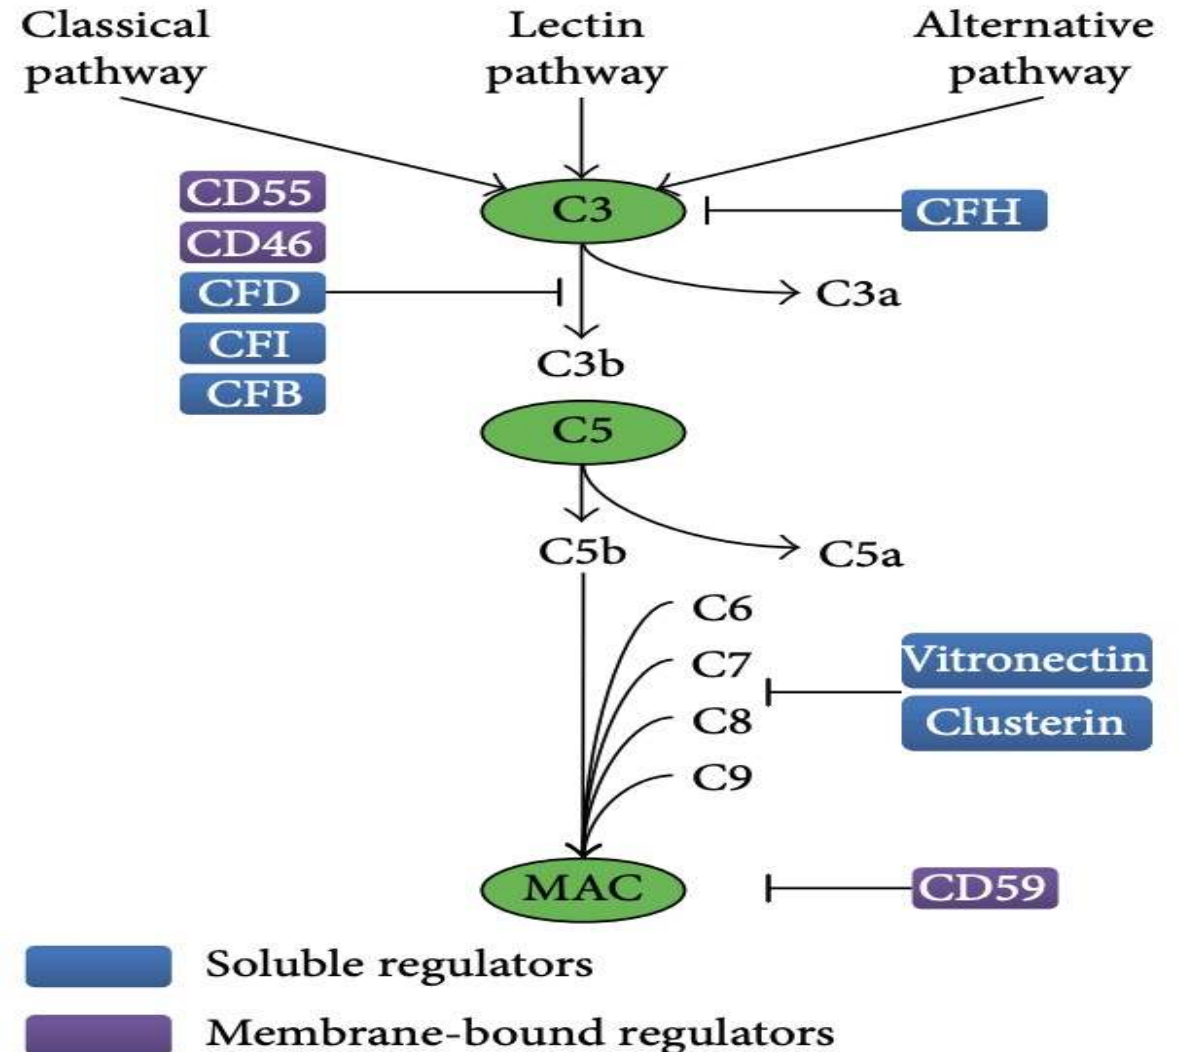 Classical
pathway
Lectin
pathway
Alternative
pathway
CD55
CD46
CFD
CFI
CFB
C3
CFH
C3a
C3b
C5
C5b
C5a
C6
C7
C8
C9
Vitronectin
Clusterin
MAC
CD59
Soluble regulators
Membrane-bound regulators